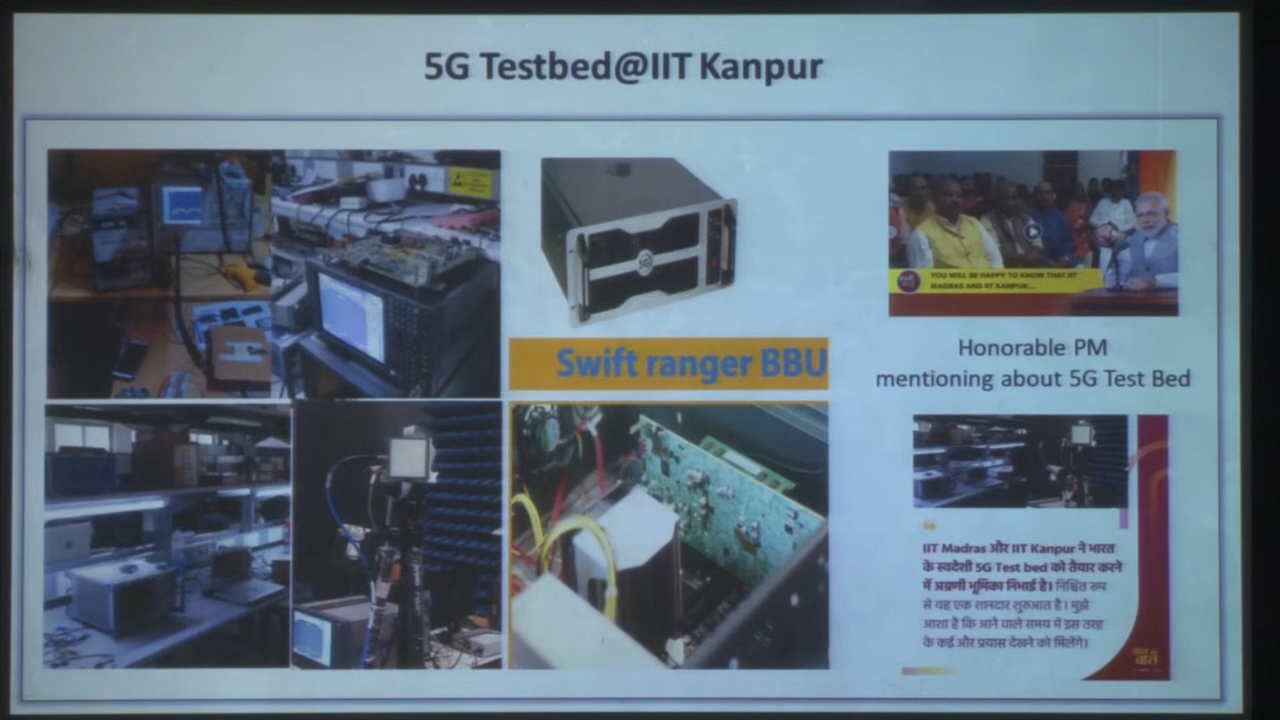 5G Testbed@IIT Kanpur
Swift ranger BBU
YOU WILL BE HAPPY TO KNOW THAT IIT
MADRAS AND IIT KANPUR...
Honorable PM
mentioning about 5G Test Bed
IIT Madras और IIT Kanpur ने भारत
के स्वदेशी 5G Test bed को तैयार करने
में अग्रणी भूमिका निभाई है। निश्चित रूप
से यह एक शानदार शुरुआत है। मुझे
आशा है कि आने वाले समय में इस तरह
के कई और प्रयास देखने को मिलेंगे।
मन की
बात